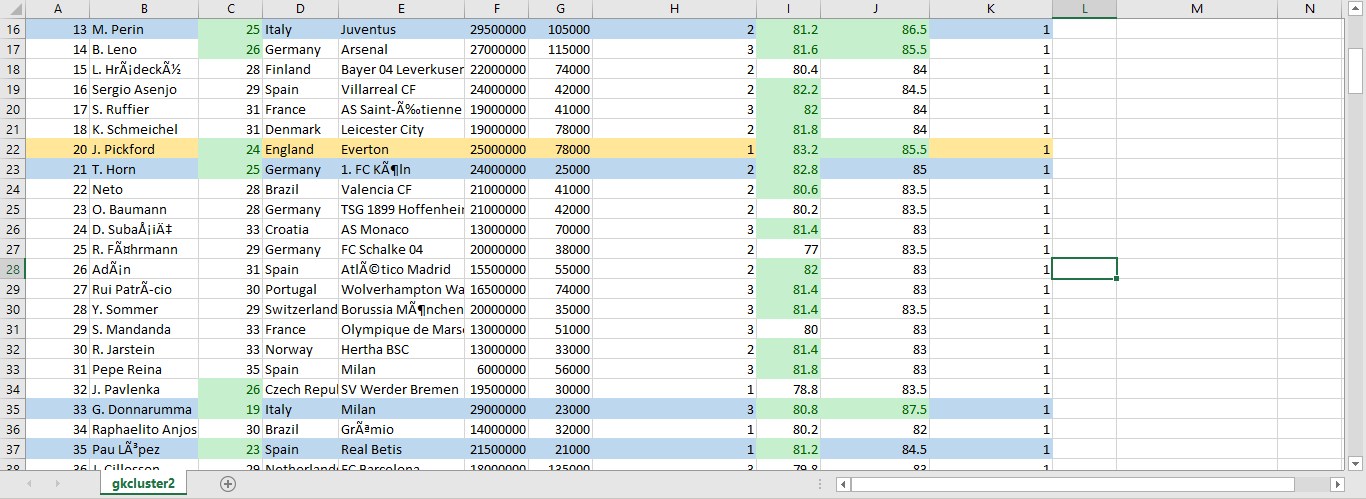 A B C D E F G H I J K L M N
16 13 M. Perin 25 Italy Juventus 29500000 105000 2 81.2 86.5 1
17 14 B. Leno 26 Germany Arsenal 27000000 115000 3 81.6 85.5 1
18 15 L. HrÃ¡deckÃ½ 28 Finland Bayer 04 Leverkusen 22000000 74000 2 80.4 84 1
19 16 Sergio Asenjo 29 Spain Villarreal CF 24000000 42000 2 82.2 84.5 1
20 17 S. Ruffier 31 France AS Saint-Ã‰tienne 19000000 41000 3 82 84 1
21 18 K. Schmeichel 31 Denmark Leicester City 19000000 78000 2 81.8 84 1
22 20 J. Pickford 24 England Everton 25000000 78000 1 83.2 85.5 1
23 21 T. Horn 25 Germany 1. FC KÃ¶ln 24000000 25000 2 82.8 85 1
24 22 Neto 28 Brazil Valencia CF 21000000 41000 2 80.6 83.5 1
25 23 O. Baumann 28 Germany TSG 1899 Hoffenhei 21000000 42000 2 80.2 83.5 1
26 24 D. SubaÅ¡iÄ‡ 33 Croatia AS Monaco 13000000 70000 3 81.4 83 1
27 25 R. FÃ¤hrmann 29 Germany FC Schalke 04 20000000 38000 2 77 83.5 1
28 26 AdÃ¡n 31 Spain AtlÃ©tico Madrid 15500000 55000 2 82 83 1
29 27 Rui PatrÃ­-cio 30 Portugal Wolverhampton Wa 16500000 74000 3 81.4 83 1
30 28 Y. Sommer 29 Switzerland Borussia MÃ¶nchen 20000000 35000 3 81.4 83.5 1
31 29 S. Mandanda 33 France Olympique de Mars 13000000 51000 3 80 83 1
32 30 R. Jarstein 33 Norway Hertha BSC 13000000 33000 2 81.4 83 1
33 31 Pepe Reina 35 Spain Milan 6000000 56000 3 81.8 83 1
34 32 J. Pavlenka 26 Czech Repu SV Werder Bremen 19500000 30000 1 78.8 83.5 1
35 33 G. Donnarumma 19 Italy Milan 29000000 23000 3 80.8 87.5 1
36 34 Raphaelito Anjos 30 Brazil GrÃªmio 14000000 32000 1 80.2 82 1
37 35 Pau LÃ³pez 23 Spain Real Betis 21500000 21000 1 81.2 84.5 1
38 36 J. Cillessen 29 Netherland FC Barcelona 18000000 135000 3 79.8 83 1
gkcluster2